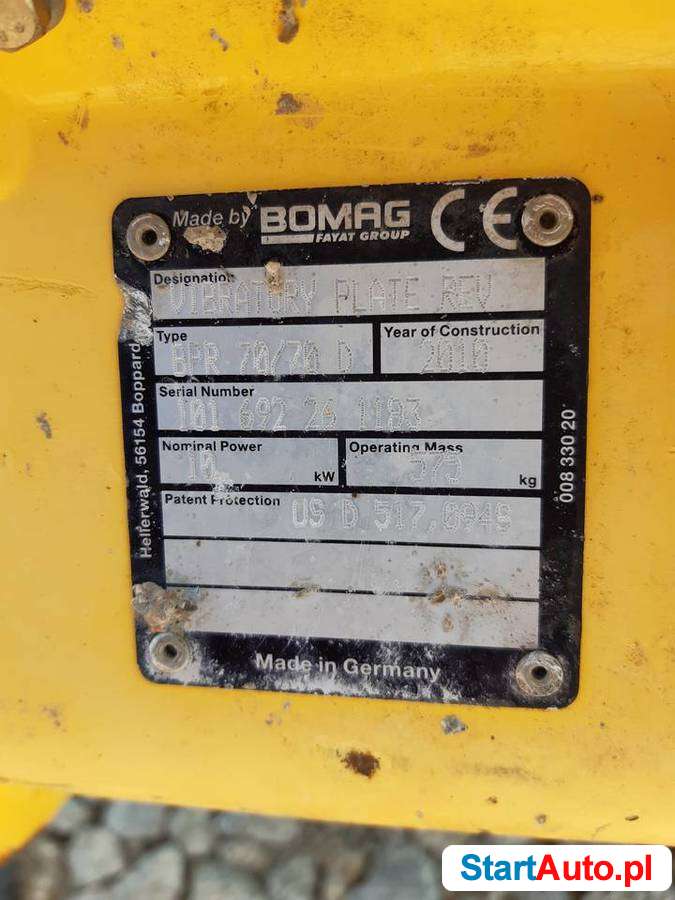 Made by BOMAG CE
FAYAT GROUP
Designation
VIBRATORY PLATE REV
Type
BPR 70/70 D
Year of Construction
2010
Serial Number
101 692 26 1183
Nominal Power
10 kW
Operating Mass
kg
Patent Protection
US D 517,
Made in Germany
Hellerwald, 56154 Boppard
008 330 20
StartAuto.pl